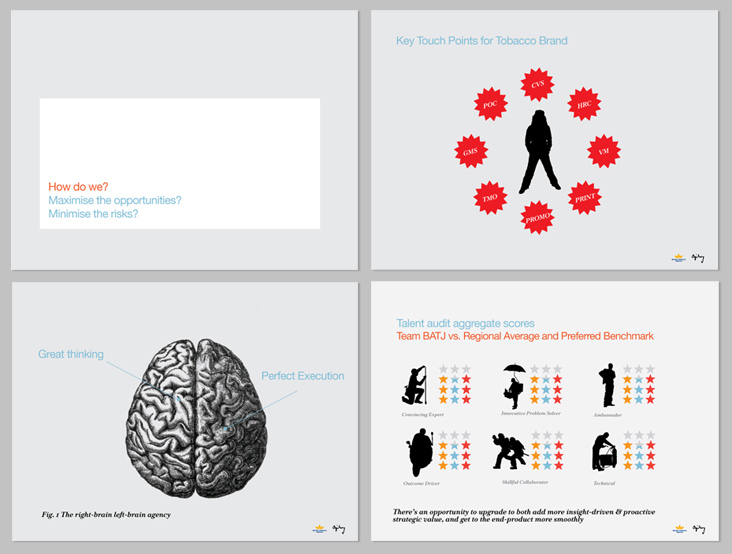 How do we?
Maximise the opportunities?
Minimise the risks?
Key Touch Points for Tobacco Brand
CVS
POC
HRC
GMS
VM
TMO
PRINT
PROMO
Great thinking
Perfect Execution
Fig. 1 The right-brain left-brain agency
Talent audit aggregate scores
Team BATJ vs. Regional Average and Preferred Benchmark
Convincing Expert
Innovative Problem Solver
Ambassador
Outcome Driver
Skillful Collaborator
Technical
There's an opportunity to upgrade to both add more insight-driven & proactive
strategic value, and get to the end-product more smoothly